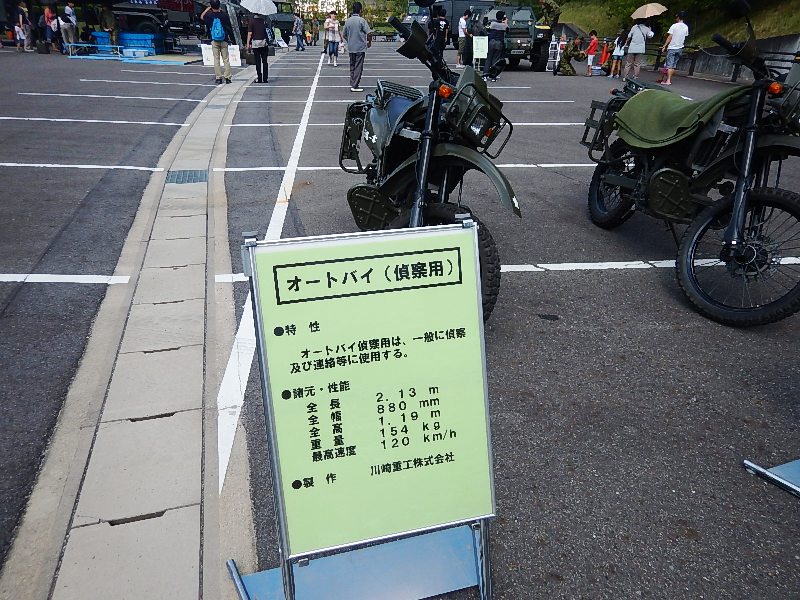 オートバイ（偵察用）
●特　性
オートバイ偵察用は、一般に偵察
及び連絡等に使用する。
●諸元・性能
全　長　２．１３　ｍ
全　幅　８８０　ｍｍ
全　高　１．１９　ｍ
重　量　１５４　ｋｇ
最高速度　１２０　ｋｍ/ｈ
●製　作　川崎重工株式会社